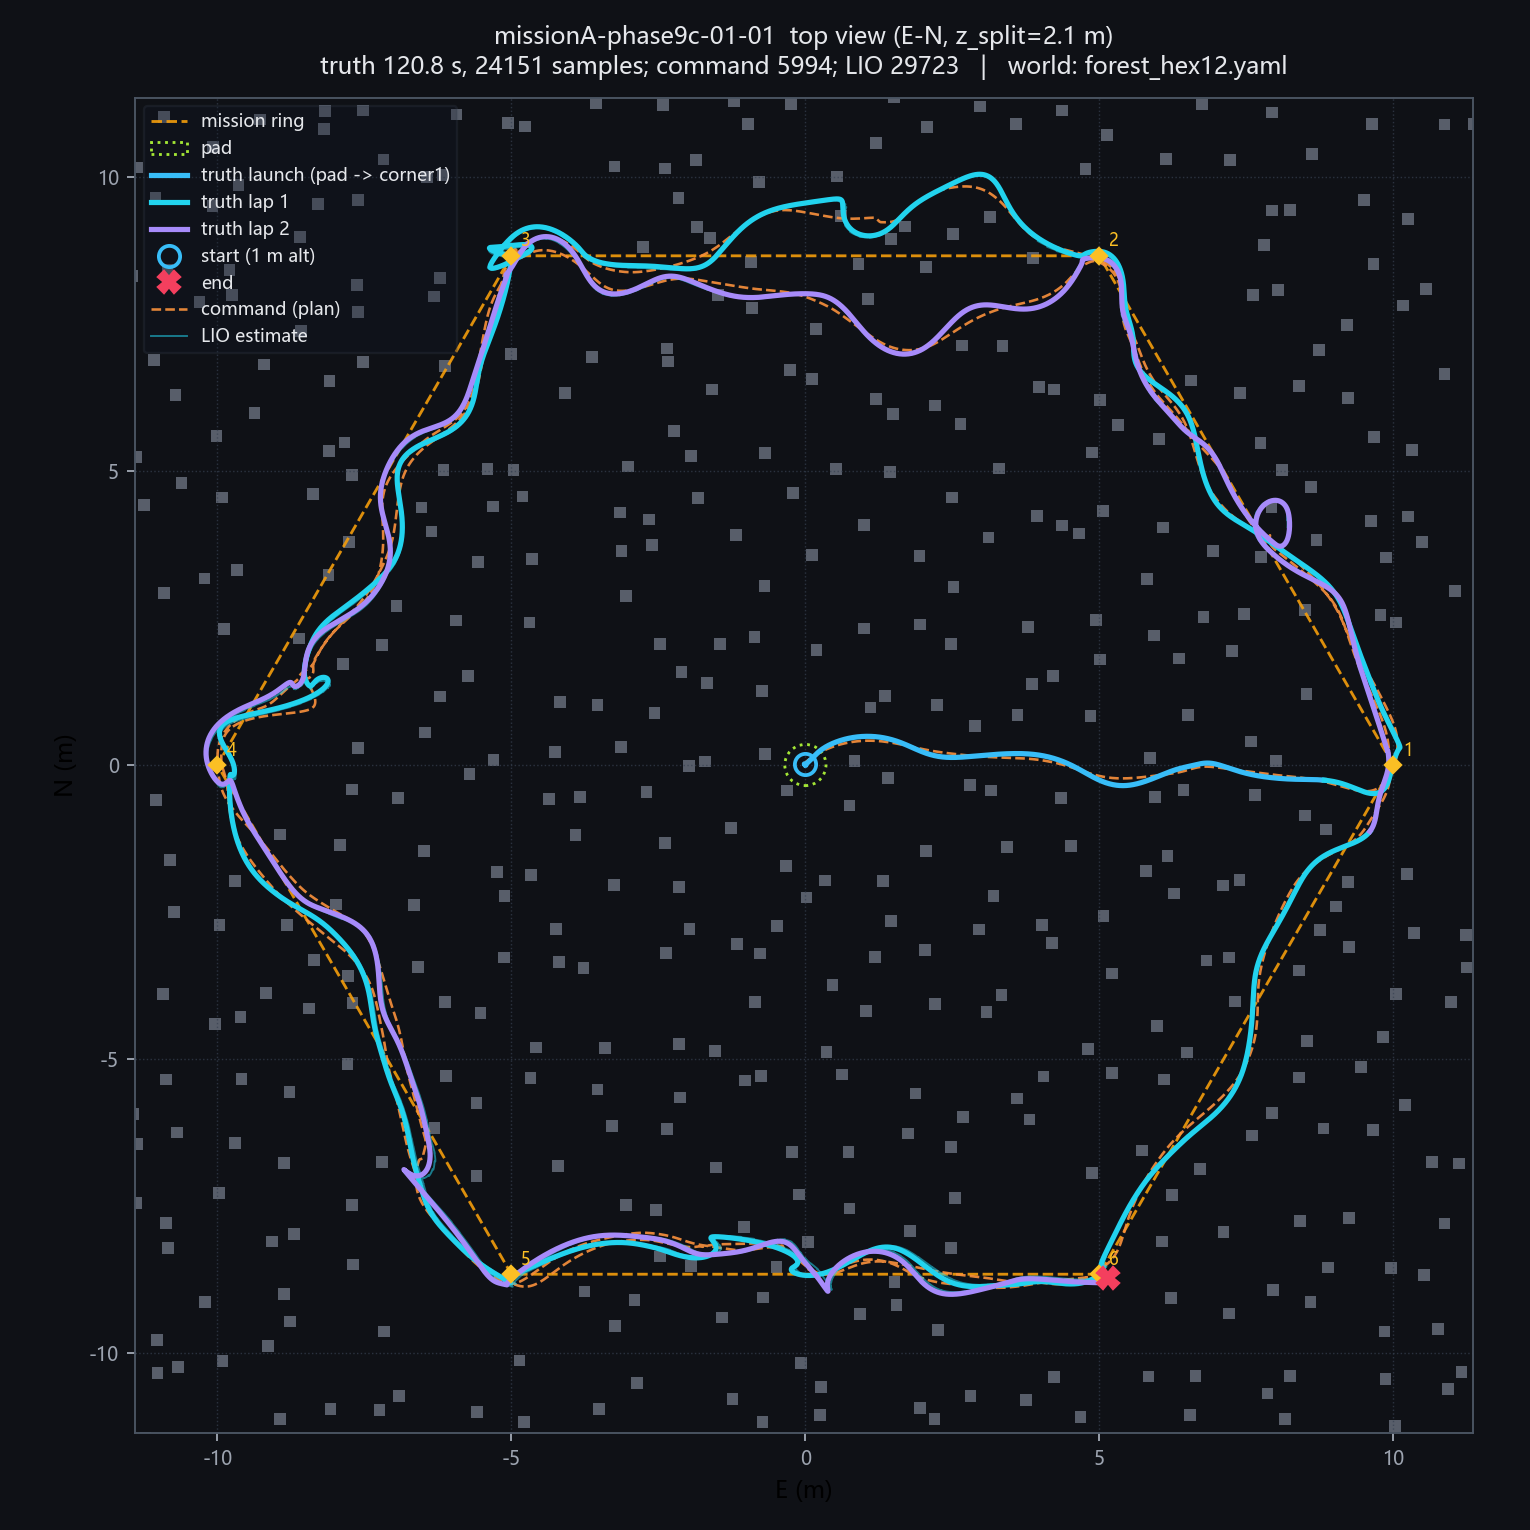 missionA-phase9c-01-01  top view (E-N, z_split=2.1 m)
truth 120.8 s, 24151 samples; command 5994; LIO 29723   |   world: forest_hex12.yaml
mission ring
pad
truth launch (pad -> corner1)
truth lap 1
truth lap 2
start (1 m alt)
end
command (plan)
LIO estimate
10
5
0
-5
-10
N (m)
3
2
4
1
5
6
-10
-5
0
5
10
E (m)